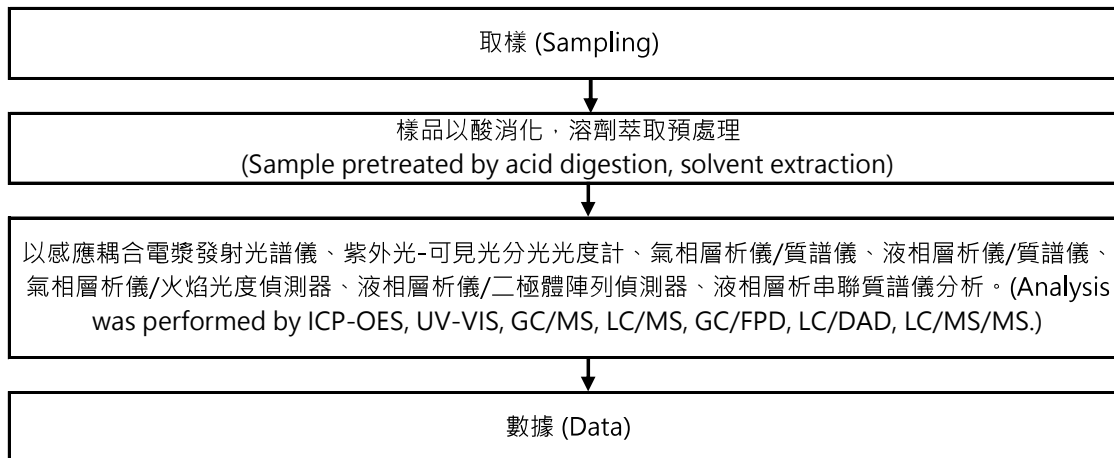 取樣 (Sampling)
樣品以酸消化，溶劑萃取預處理
(Sample pretreated by acid digestion, solvent extraction)
以感應耦合電漿發射光譜儀、紫外光-可見光分光光度計、氣相層析儀/質譜儀、液相層析儀/質譜儀、
氣相層析儀/火焰光度偵測器、液相層析儀/二極體陣列偵測器、液相層析串聯質譜儀分析。(Analysis
was performed by ICP-OES, UV-VIS, GC/MS, LC/MS, GC/FPD, LC/DAD, LC/MS/MS.)
數據 (Data)